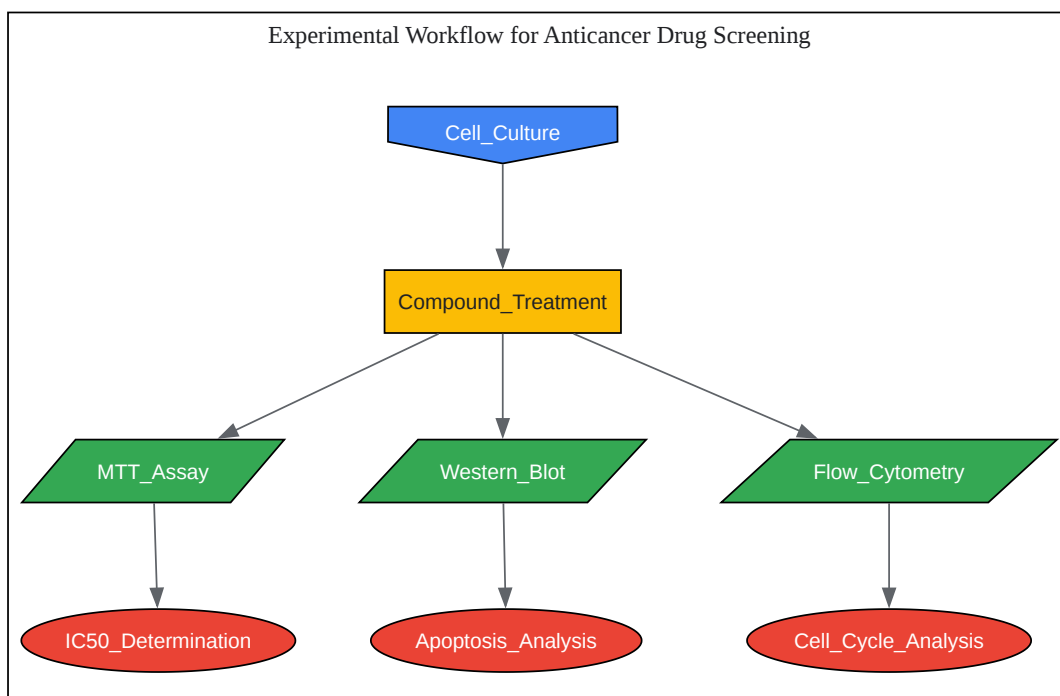 Experimental Workflow for Anticancer Drug Screening
Cell_Culture
Compound_Treatment
MTT_Assay
Western_Blot
Flow_Cytometry
IC50_Determination
Apoptosis_Analysis
Cell_Cycle_Analysis